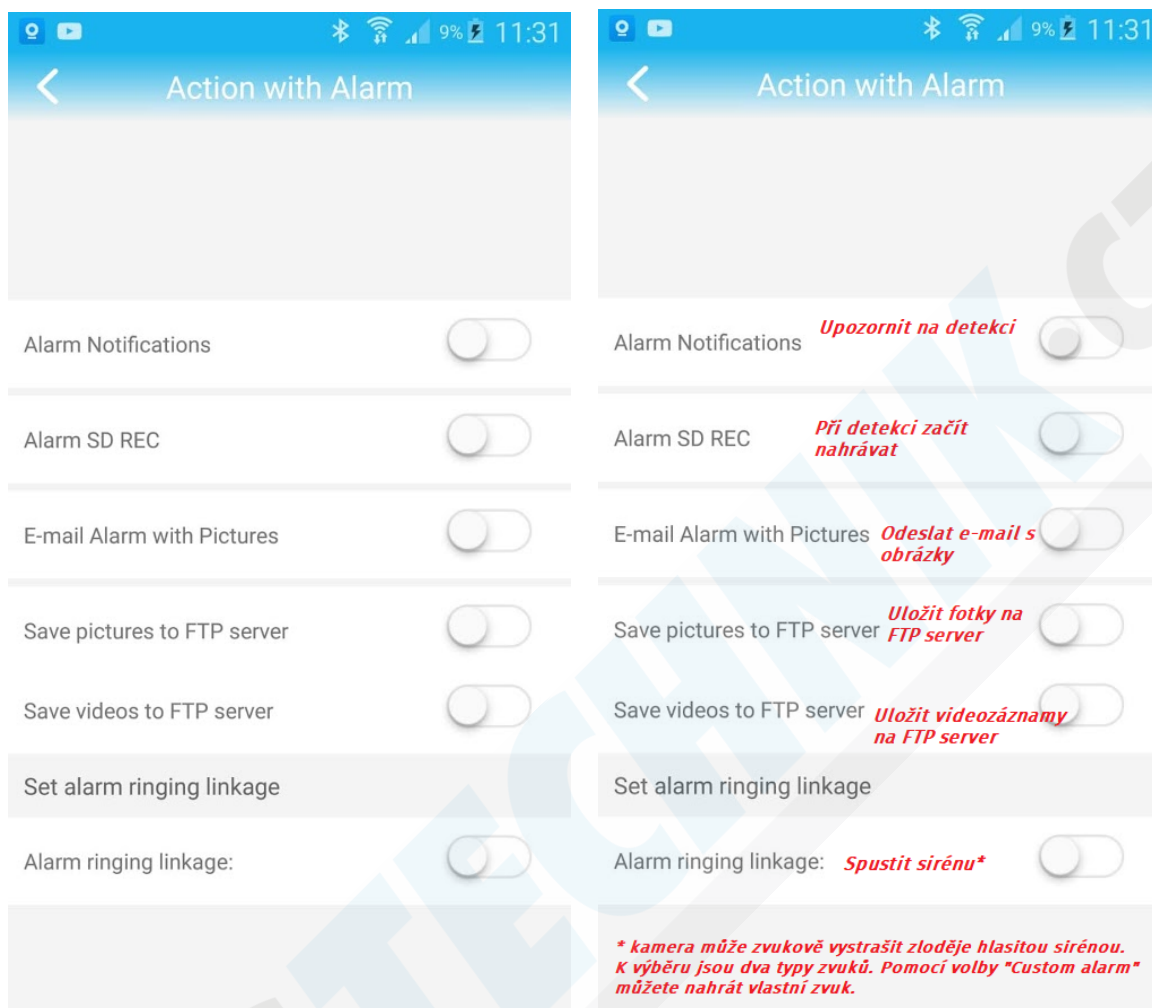 9% 11:31
Action with Alarm
Alarm Notifications
Alarm SD REC
E-mail Alarm with Pictures
Save pictures to FTP server
Save videos to FTP server
Set alarm ringing linkage
Alarm ringing linkage:
9% 11:31
Action with Alarm
Alarm Notifications Upozornit na detekci
Alarm SD REC Při detekci začít
nahrávat
E-mail Alarm with Pictures Odeslat e-mail s
obrázky
Save pictures to FTP server Uložit fotky na
FTP server
Save videos to FTP server Uložit videozáznamy
na FTP server
Set alarm ringing linkage
Alarm ringing linkage: Spustit sirénu*
* kamera může zvukově vystrašit zloděje hlasitou sirénou.
K výběru jsou dva typy zvuků. Pomocí volby "Custom alarm"
můžete nahrát vlastní zvuk.
TECHNIK.CZ